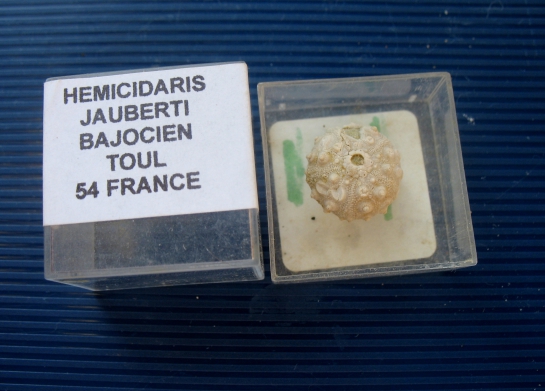 HEMICIDARIS
JAUBERTI
BAJOCIEN
TOUL
54 FRANCE